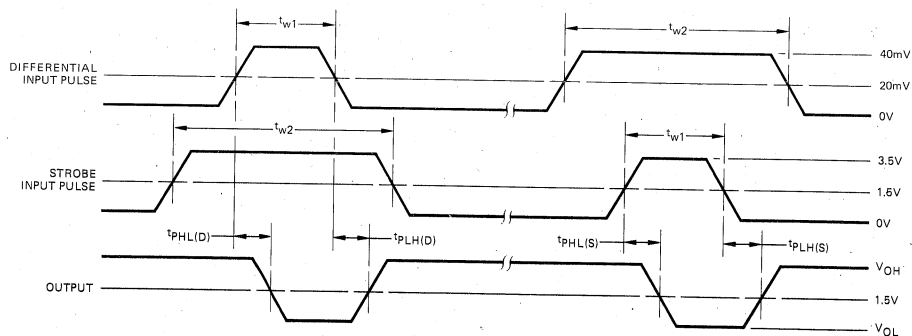 tw1
tw2
DIFFERENTIAL
INPUT PULSE
40mV
20mV
0V
tw2
tw1
STROBE
INPUT PULSE
3.5V
1.5V
0V
tPHL(D)
tPLH(D)
tPHL(S)
tPLH(S)
OUTPUT
VOH
1.5V
VOL